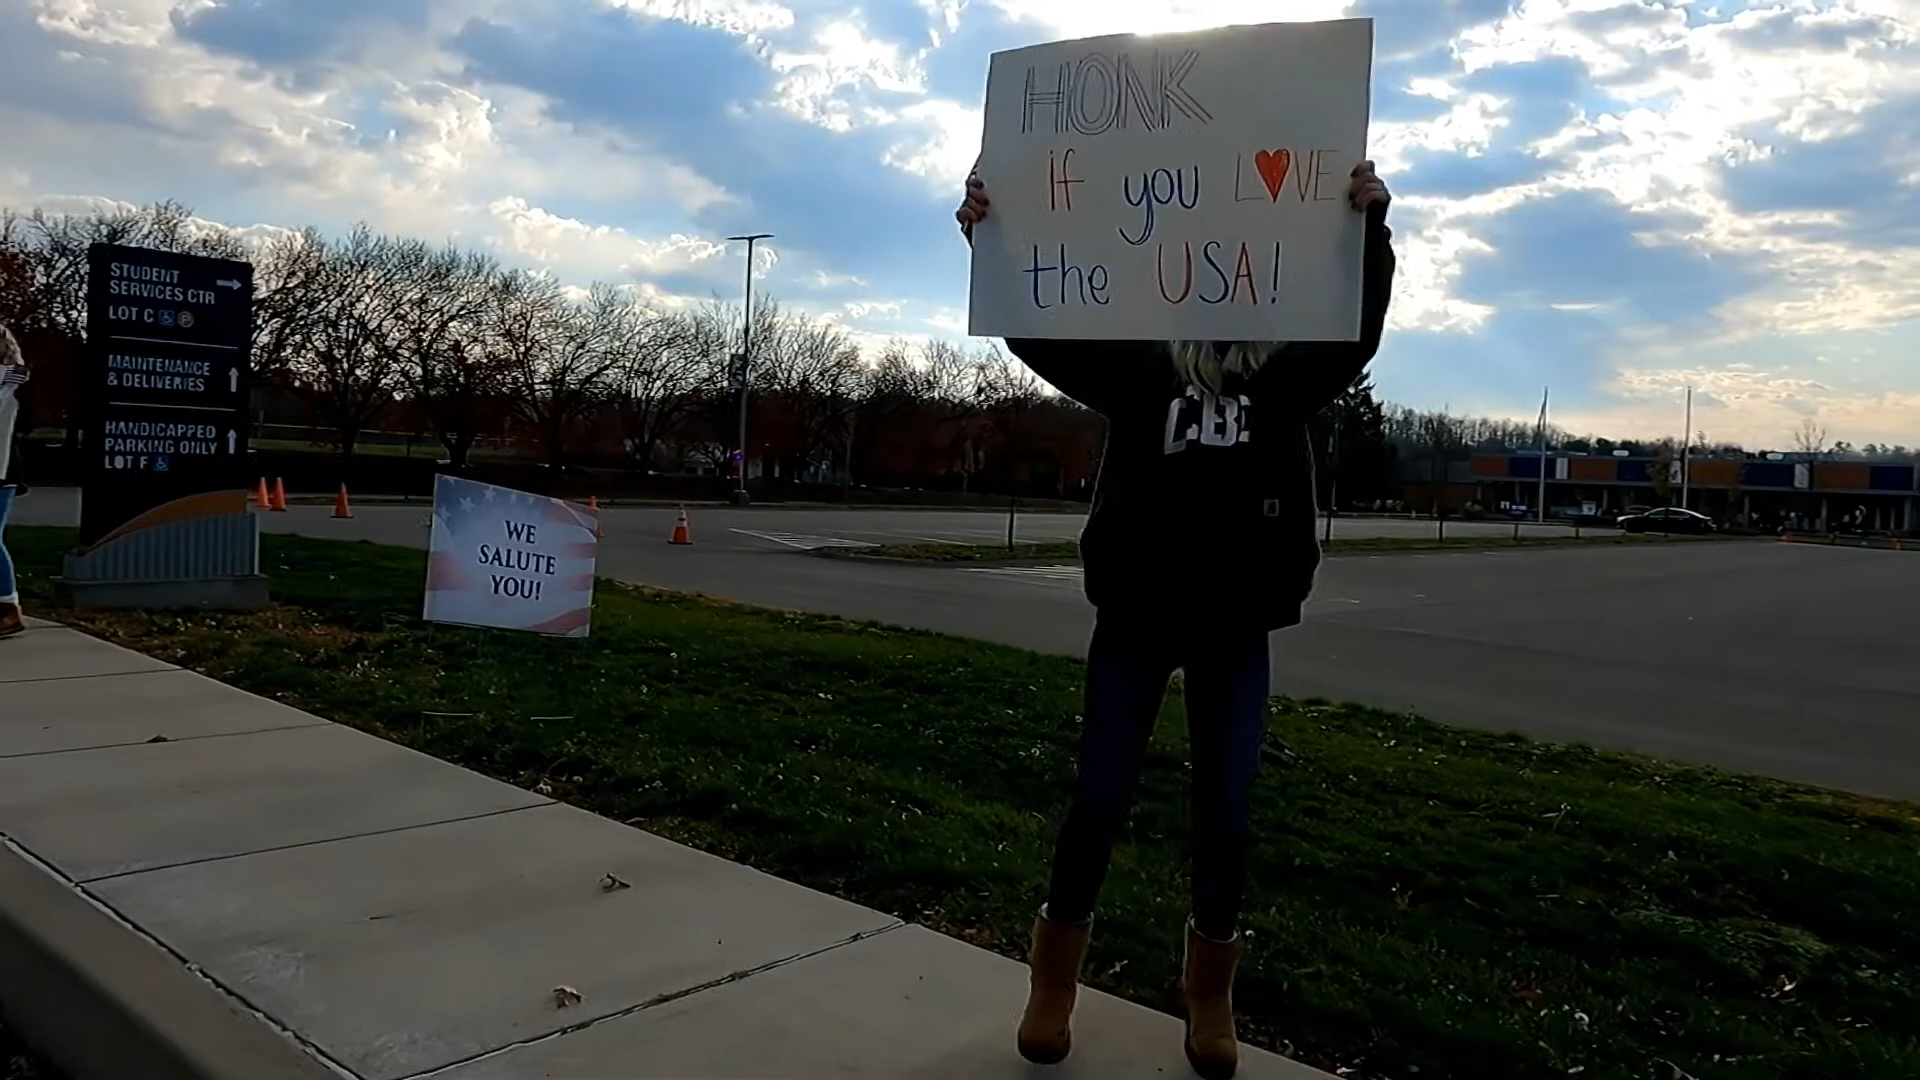 HONK
if you LOVE
the USA!
STUDENT
SERVICES CTR
LOT C
MAINTENANCE
& DELIVERIES
HANDICAPPED
PARKING ONLY
LOT F
WE
SALUTE
YOU!